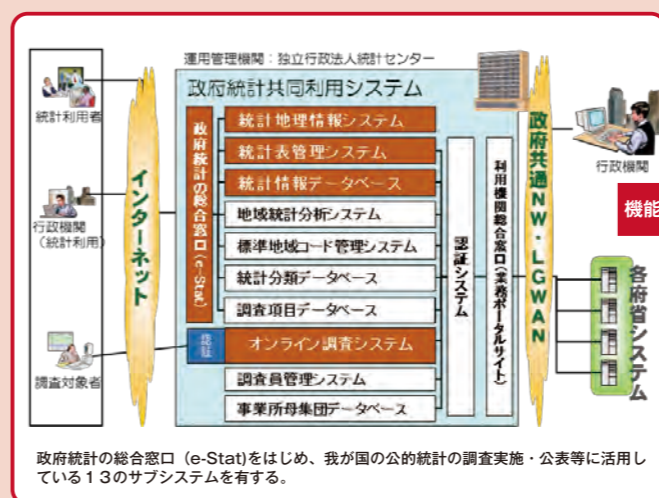 運用管理機関：独立行政法人統計センター
政府統計共同利用システム
統計利用者
行政機関
（統計利用）
調査対象者
インターネット
政府統計の総合窓口（e-Stat）
統計地理情報システム
統計表管理システム
統計情報データベース
地域統計分析システム
標準地域コード管理システム
統計分類データベース
調査項目データベース
認証
オンライン調査システム
調査員管理システム
事業所母集団データベース
認証システム
利用機関総合窓口（業務ポータルサイト）
政府共通NW・LGWAN
行政機関
機能
各府省システム
政府統計の総合窓口（e-Stat)をはじめ、我が国の公的統計の調査実施・公表等に活用し
ている１３のサブシステムを有する。